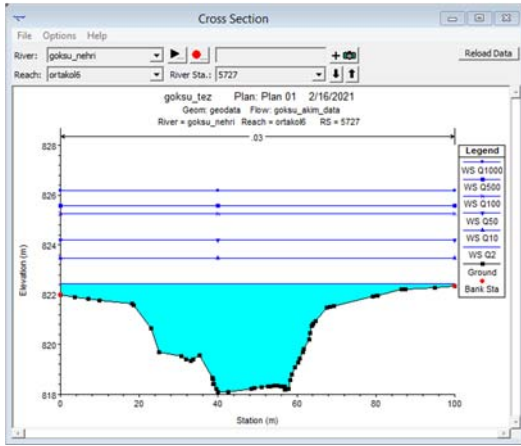 Cross Section
File Options Help
River: goksu_nehri
Reload Data
Reach: ortakol6 River Sta.: 5727
goksu_tez Plan: Plan 01 2/16/2021
Geom: geodata Flow: goksu_akim_data
River = goksu_nehri Reach = ortakol6 RS = 5727
.03
828
826
824
822
820
818
Elevation (m)
0 20 40 60 80 100
Station (m)
Legend
WS Q1000
WS Q500
WS Q100
WS Q50
WS Q10
WS Q2
Ground
Bank Sta